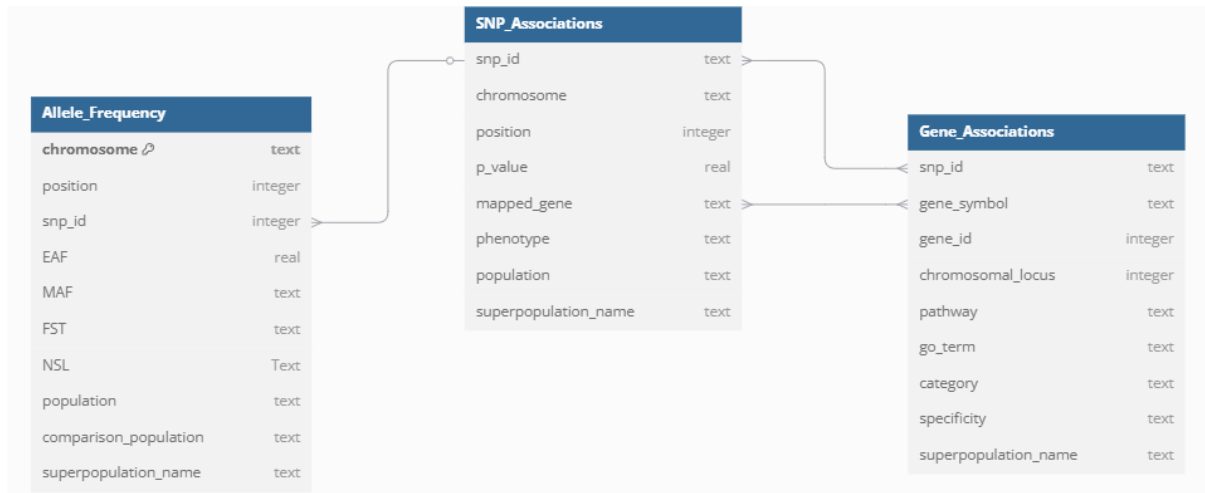 SNP_Associations
snp_id text
chromosome text
position integer
p_value real
mapped_gene text
phenotype text
population text
superpopulation_name text
Allele_Frequency
chromosome text
position integer
snp_id integer
EAF real
MAF text
FST text
NSL Text
population text
comparison_population text
superpopulation_name text
Gene_Associations
snp_id text
gene_symbol text
gene_id integer
chromosomal_locus integer
pathway text
go_term text
category text
specificity text
superpopulation_name text